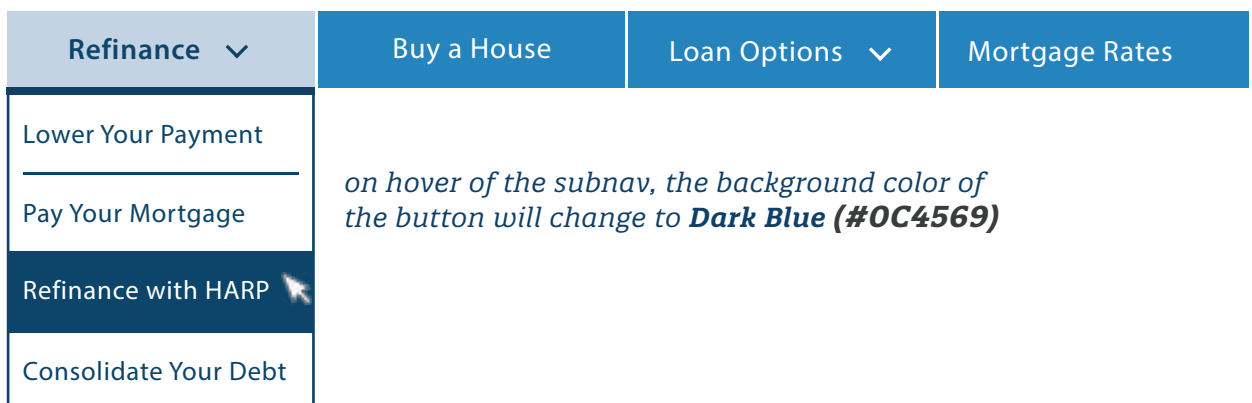 Refinance
Buy a House
Loan Options
Mortgage Rates
Lower Your Payment
Pay Your Mortgage
Refinance with HARP
Consolidate Your Debt
on hover of the subnav, the background color of
the button will change to Dark Blue (#0C4569)